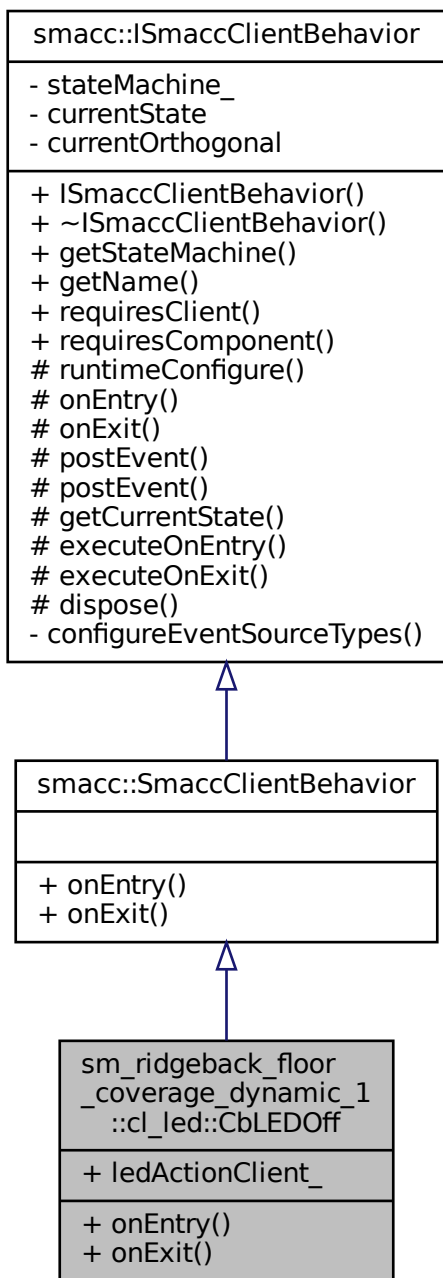 smacc::ISmaccClientBehavior
- stateMachine_
- currentState
- currentOrthogonal
+ ISmaccClientBehavior()
+ ~ISmaccClientBehavior()
+ getStateMachine()
+ getName()
+ requiresClient()
+ requiresComponent()
# runtimeConfigure()
# onEntry()
# onExit()
# postEvent()
# postEvent()
# getCurrentState()
# executeOnEntry()
# executeOnExit()
# dispose()
- configureEventSourceTypes()
smacc::SmaccClientBehavior
+ onEntry()
+ onExit()
sm_ridgeback_floor
_coverage_dynamic_1
::cl_led::CbLEDOff
+ ledActionClient_
+ onEntry()
+ onExit()